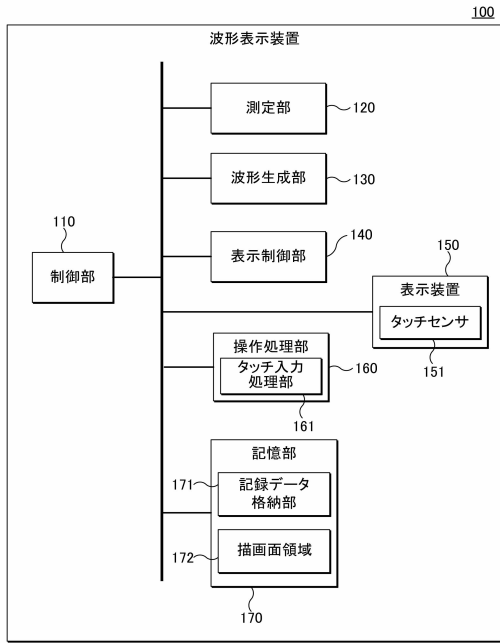 100
波形表示装置
測定部
120
波形生成部
130
110
制御部
表示制御部
140
150
表示装置
タッチセンサ
151
操作処理部
タッチ入力
処理部
160
161
記憶部
171
記録データ
格納部
172
描画面領域
170